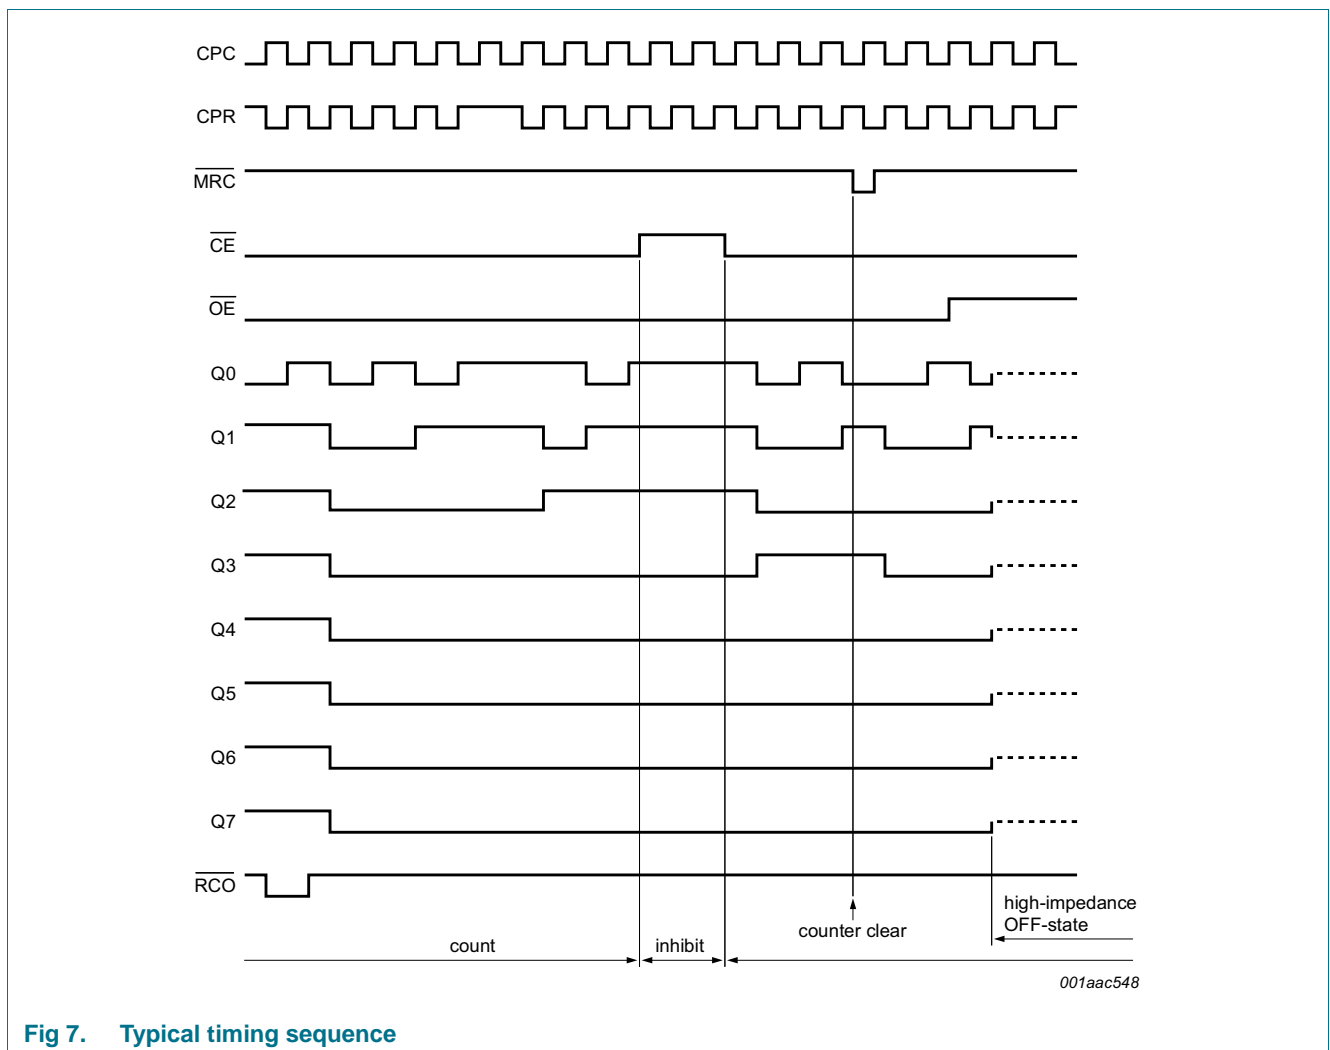 CPC
CPR
MRC
CE
OE
Q0
Q1
Q2
Q3
Q4
Q5
Q6
Q7
RCO
high-impedance
OFF-state
counter clear
count
inhibit
001aac548
Fig 7. Typical timing sequence